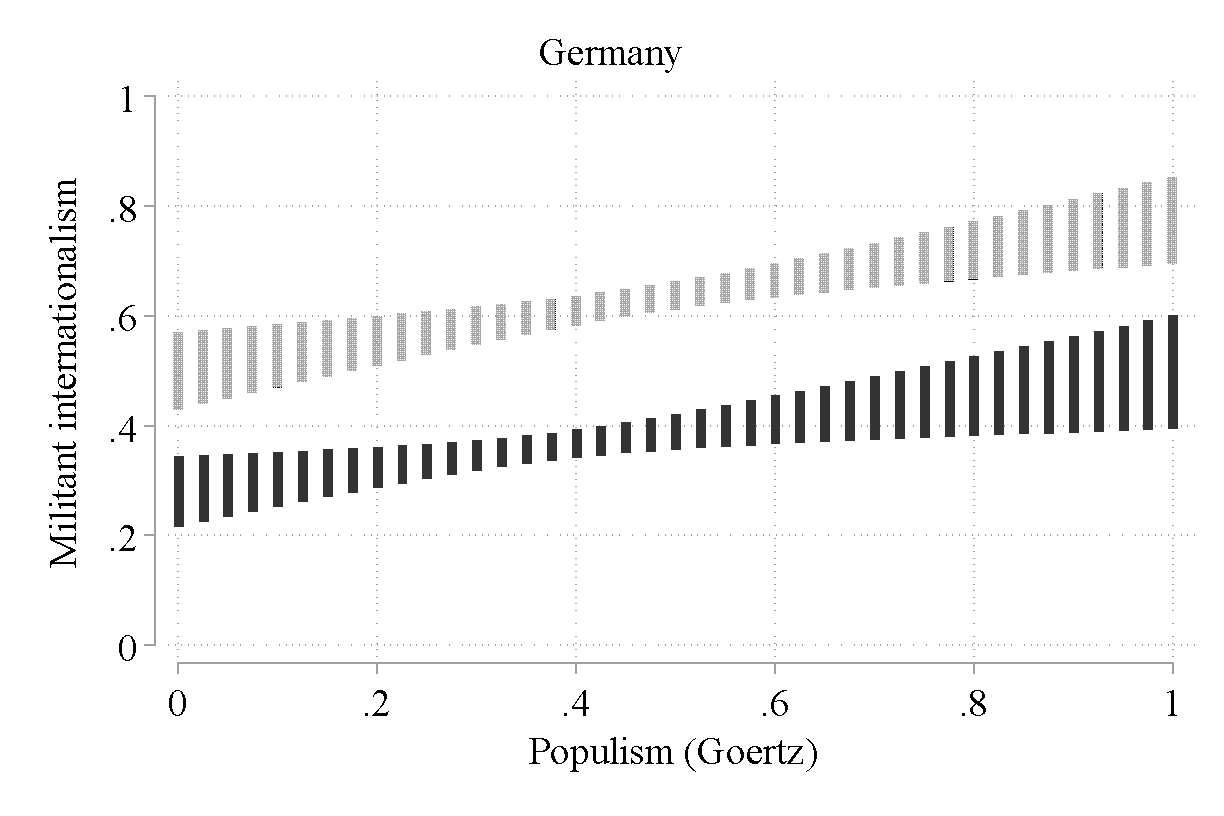 Germany
1
.8
.6
.4
.2
0
Militant internationalism
0 .2 .4 .6 .8 1
Populism (Goertz)